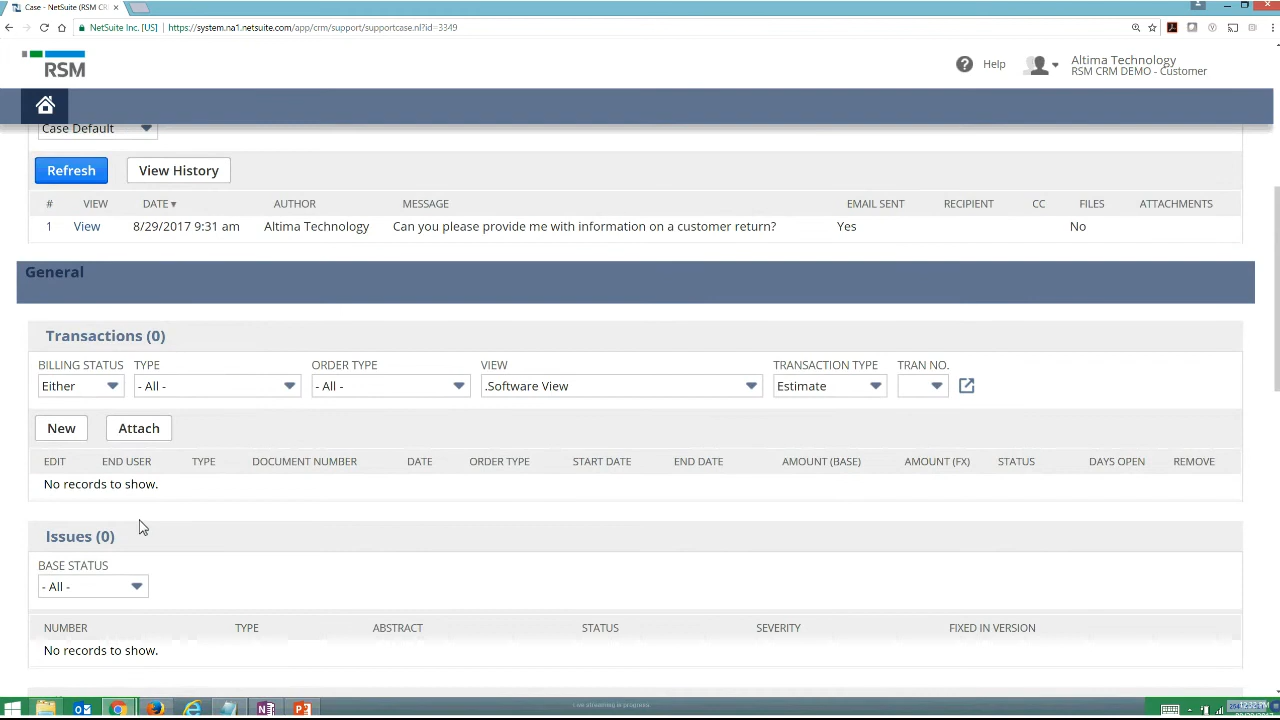 Case - NetSuite (RSM CR
NetSuite Inc. [US]
https://system.na1.netsuite.com/app/crm/support/supportcase.nl?id=3349
RSM
Help
Altima Technology
RSM CRM DEMO - Customer
Case Default
Refresh
View History
# VIEW DATE AUTHOR MESSAGE EMAIL SENT RECIPIENT CC FILES ATTACHMENTS
1 View 8/29/2017 9:31 am Altima Technology Can you please provide me with information on a customer return? Yes No
General
Transactions (0)
BILLING STATUS TYPE ORDER TYPE VIEW TRANSACTION TYPE TRAN NO.
Either - All - - All - .Software View Estimate
New Attach
EDIT END USER TYPE DOCUMENT NUMBER DATE ORDER TYPE START DATE END DATE AMOUNT (BASE) AMOUNT (FX) STATUS DAYS OPEN REMOVE
No records to show.
Issues (0)
BASE STATUS
- All -
NUMBER TYPE ABSTRACT STATUS SEVERITY FIXED IN VERSION
No records to show.
Live streaming in progress